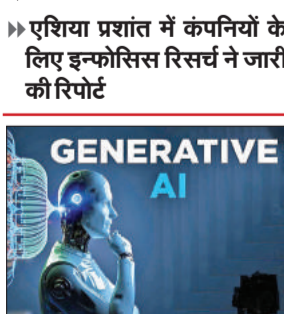 एशिया प्रशांत में कंपनियों के
लिए इन्फोसिस रिसर्च ने जारी
की रिपोर्ट
GENERATIVE
AI